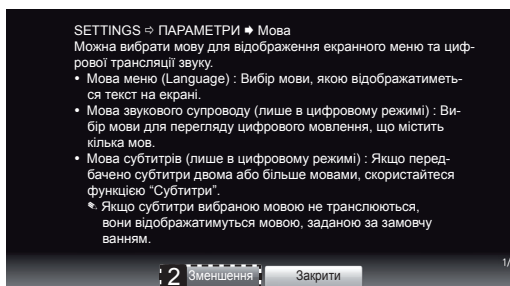 SETTINGS ⇨ ПАРАМЕТРИ ➧ Мова
Можна вибрати мову для відображення екранного меню та циф-
рової трансляції звуку.
• Мова меню (Language) : Вибір мови, якою відображатиметь-
ся текст на екрані.
• Мова звукового супроводу (лише в цифровому режимі) : Ви-
бір мови для перегляду цифрового мовлення, що містить
кілька мов.
• Мова субтитрів (лише в цифровому режимі) : Якщо перед-
бачено субтитри двома або більше мовами, скористайтеся
функцією “Субтитри”.
✎ Якщо субтитри вибраною мовою не транслюються,
вони відображатимуться мовою, заданою за замовчу
ванням.
1/
2 Зменшення Закрити